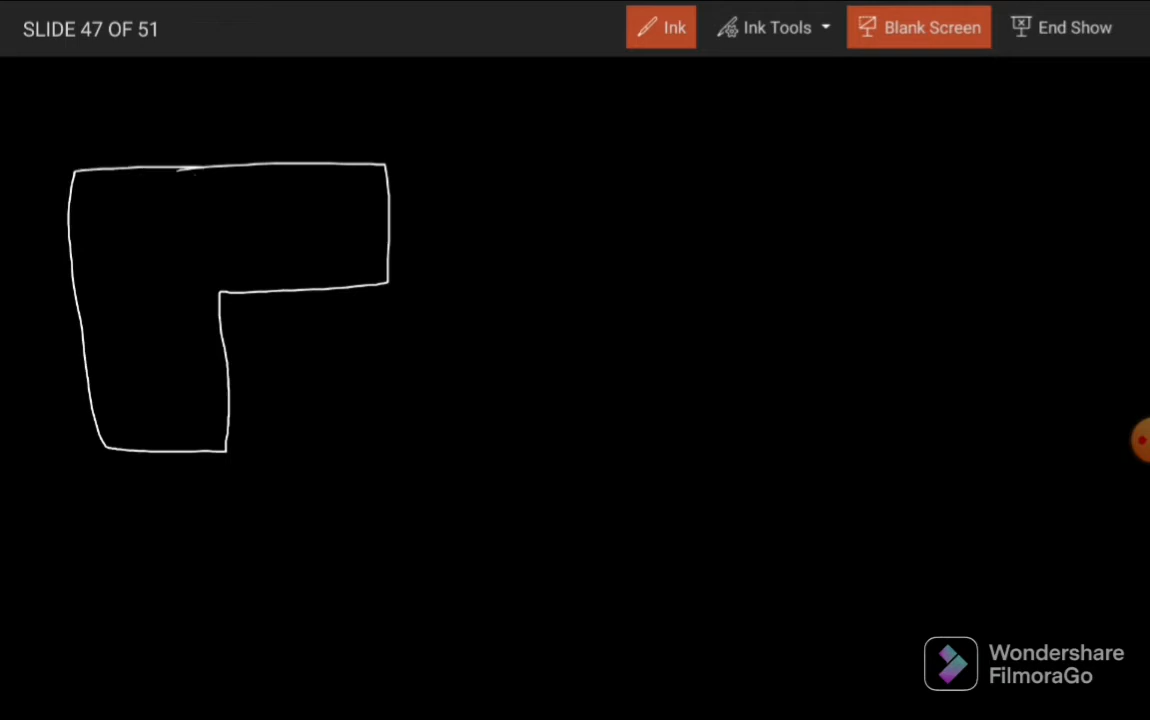 SLIDE 47 OF 51 Ink Ink Tools Blank Screen End Show
Wondershare
FilmoraGo